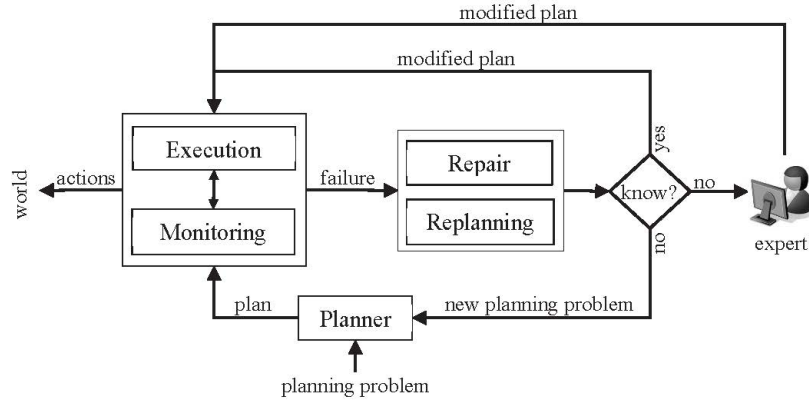 modified plan
modified plan
Execution
yes
Repair
world
actions
failure
know?
no
Replanning
Monitoring
no
expert
plan
new planning problem
Planner
planning problem